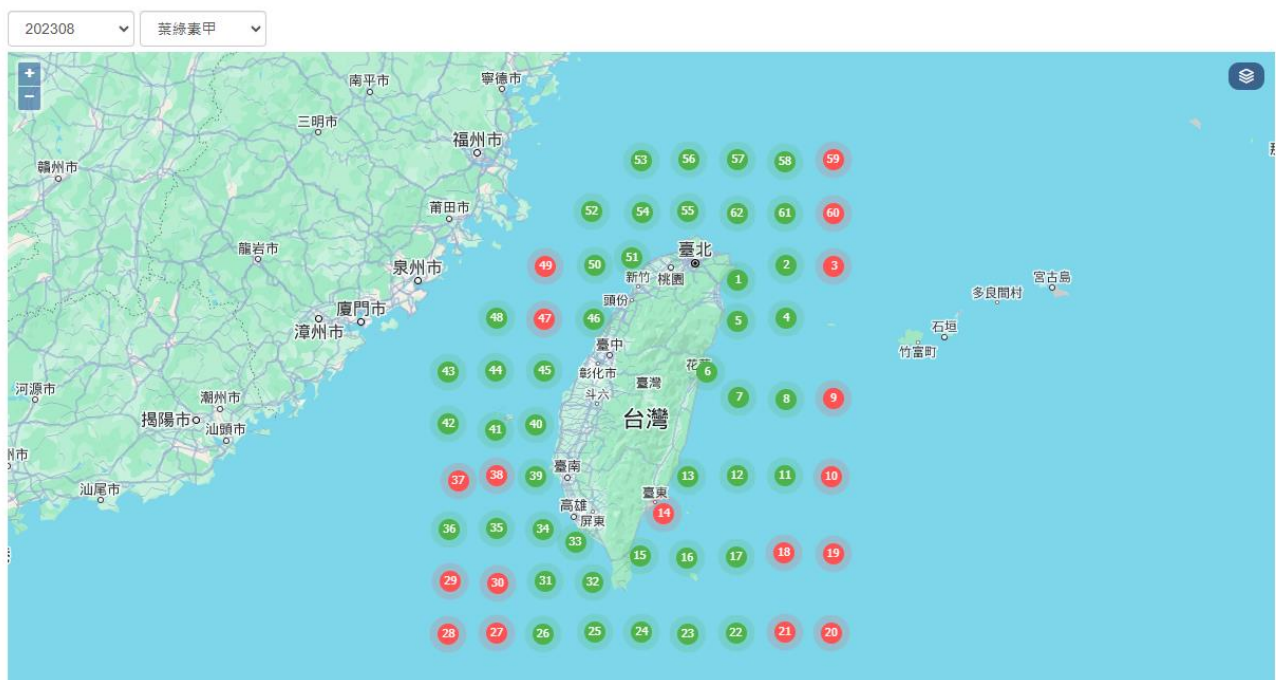 202308 葉綠素甲
+
−
南平市 寧德市
三明市
福州市
贛州市
53 56 57 58 59
莆田市 52 54 55 62 61 60
龍岩市 51 臺北
泉州市 49 50 新竹 桃園 1 2 3
宮古島
多良間村
頭份
廈門市 48 47 46 5 4
漳州市 石垣
臺中 竹富町
43 44 45 彰化市 花 6
河源市 臺灣
潮州市 斗六 7 8 9
揭陽市 42 41 40 台灣
汕頭市
州市
臺南 13 12 11 10
37 38 39
汕尾市 臺東
高雄 14
36 35 34 屏東
33 15 16 17 18 19
29 30 31 32
28 27 26 25 24 23 22 21 20